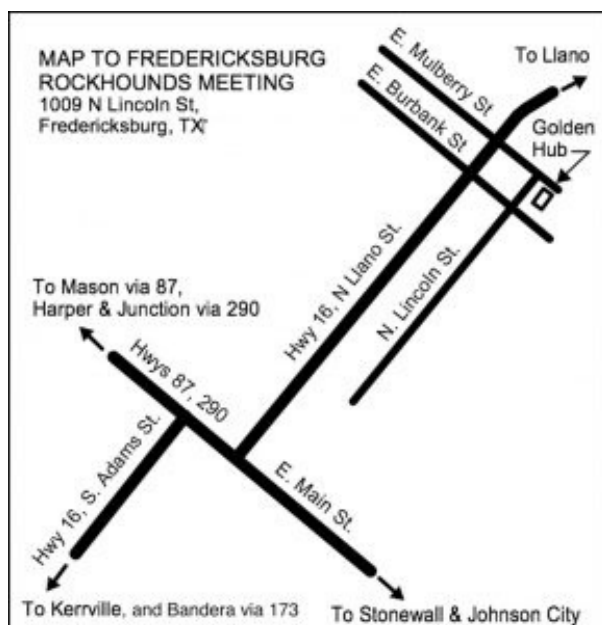 MAP TO FREDERICKSBURG
ROCKHOUNDS MEETING
1009 N Lincoln St,
Fredericksburg, TX
E. Mulberry St
E. Burbank St
To Llano
Golden
Hub
Hwy 16, N Llano St.
N. Lincoln St.
To Mason via 87,
Harper & Junction via 290
Hwys 87, 290
Hwy 16, S. Adams St.
E. Main St.
To Kerrville, and Bandera via 173
To Stonewall & Johnson City